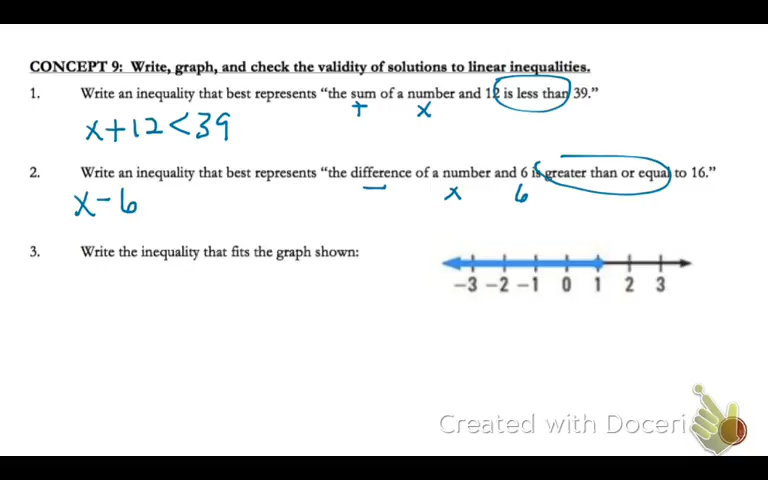 CONCEPT 9: Write, graph, and check the validity of solutions to linear inequalities.
1. Write an inequality that best represents “the sum of a number and 12 is less than 39.”
+ x
x+12<39
2. Write an inequality that best represents “the difference of a number and 6 is greater than or equal to 16.”
− x 6
x-6
3. Write the inequality that fits the graph shown:
-3 -2 -1 0 1 2 3
Created with Doceri